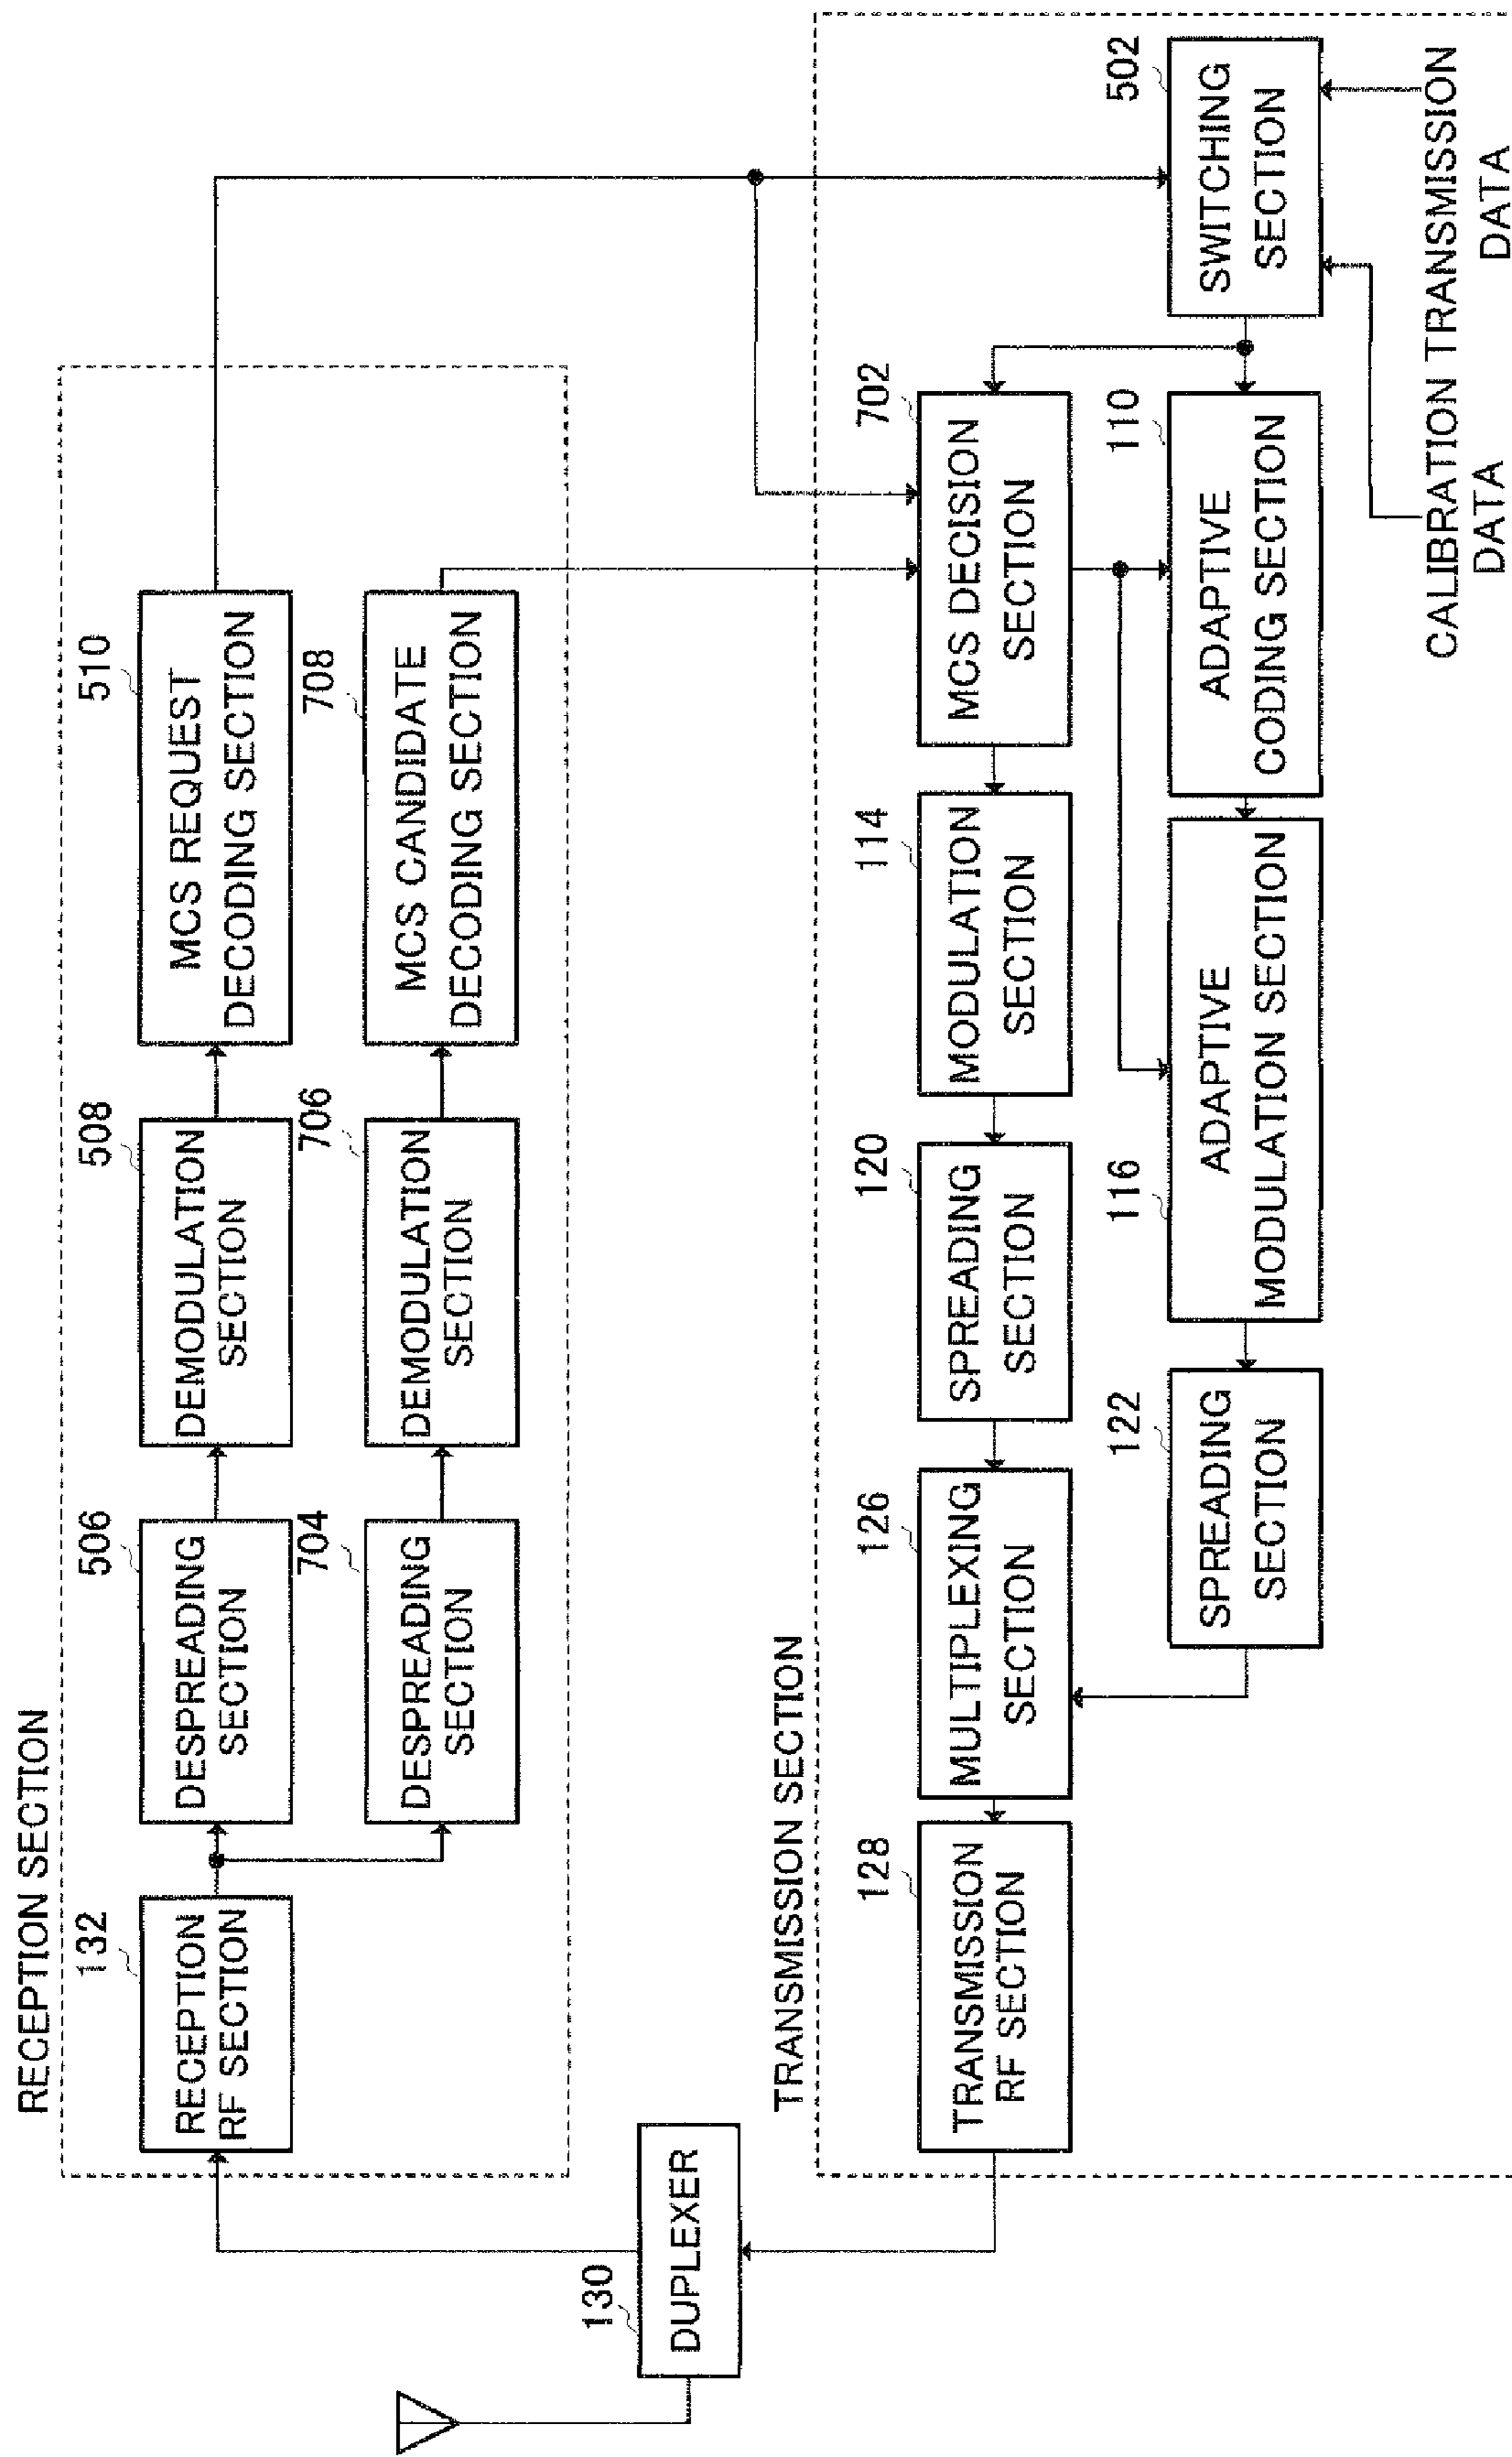 RECEPTION SECTION
132
RECEPTION
RF SECTION
506
DESPREADING
SECTION
508
DEMODULATION
SECTION
510
MCS REQUEST
DECODING SECTION
704
DESPREADING
SECTION
706
DEMODULATION
SECTION
708
MCS CANDIDATE
DECODING SECTION
130
DUPLEXER
TRANSMISSION SECTION
128
TRANSMISSION
RF SECTION
126
MULTIPLEXING
SECTION
120
SPREADING
SECTION
114
MODULATION
SECTION
702
MCS DECISION
SECTION
502
SWITCHING
SECTION
122
SPREADING
SECTION
116
ADAPTIVE
MODULATION SECTION
110
ADAPTIVE
CODING SECTION
CALIBRATION TRANSMISSION
DATA DATA